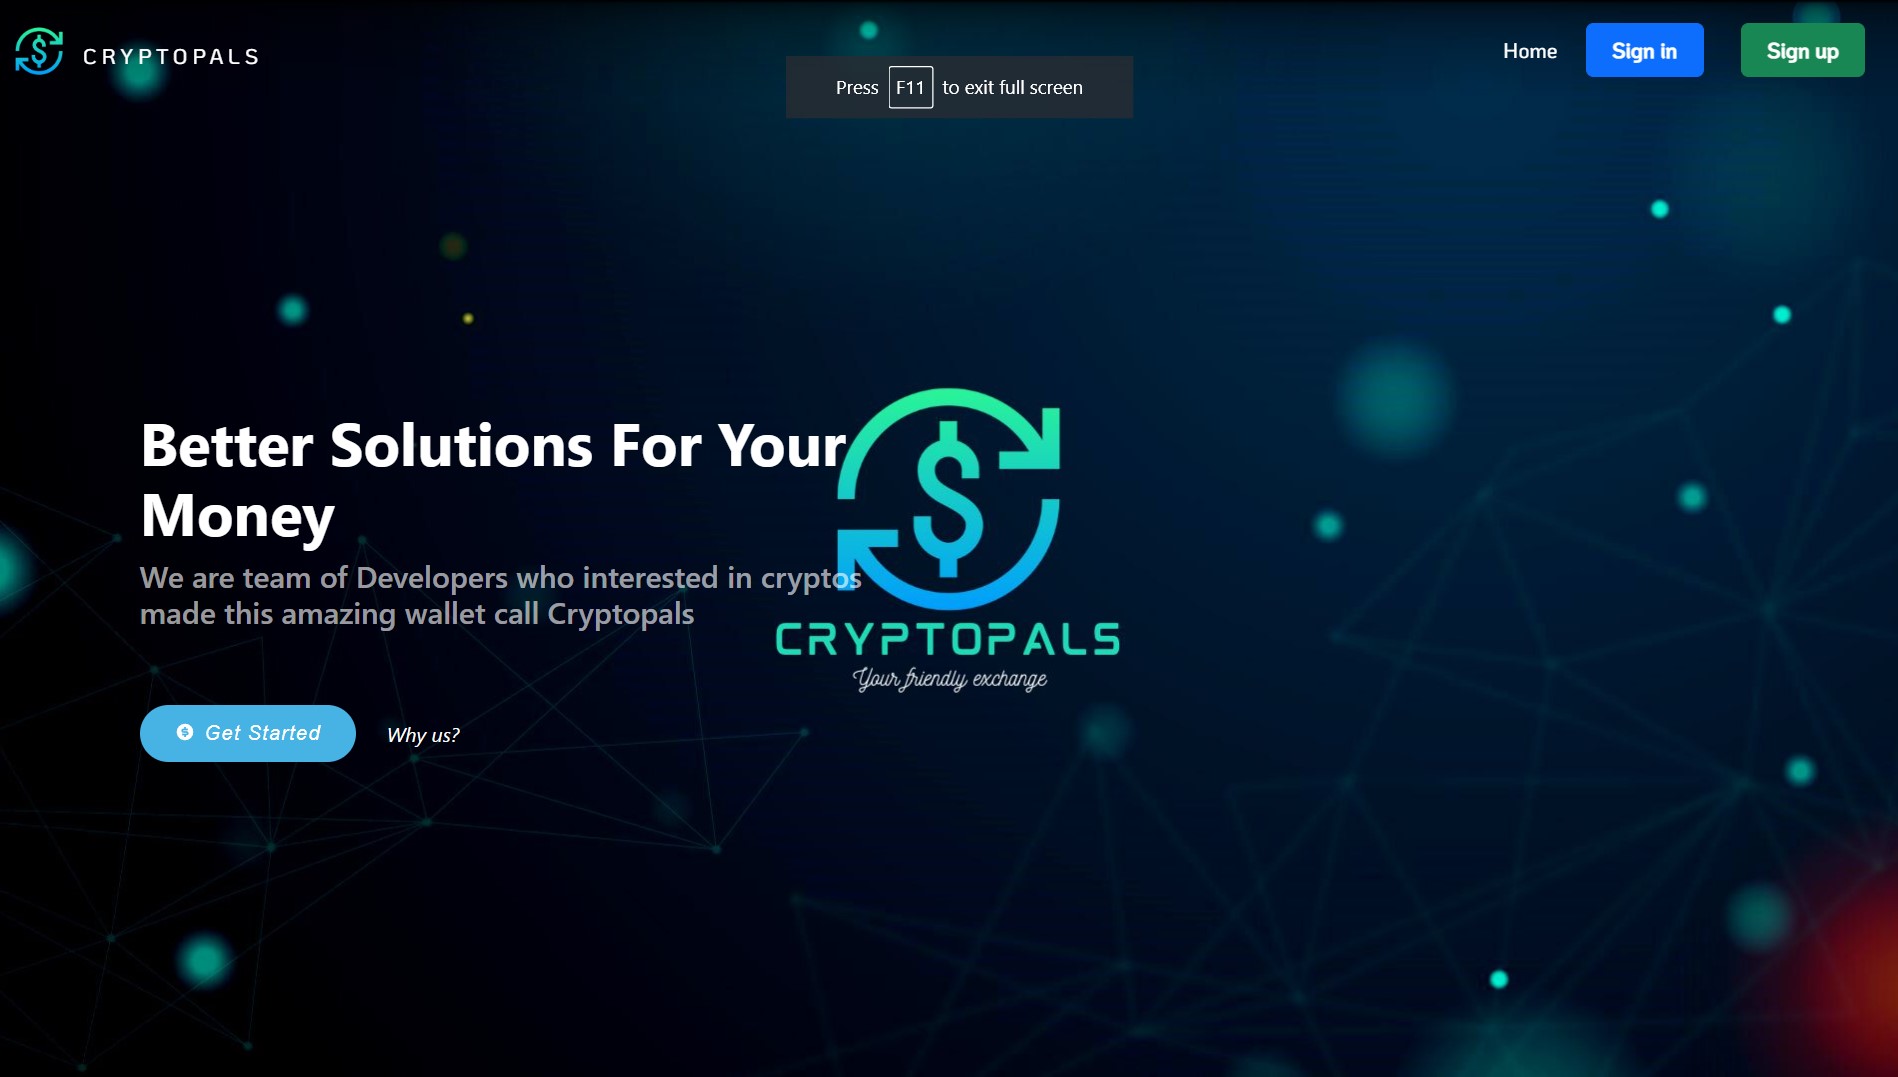 CRYPTOPALS
Home
Sign in
Sign up
Press F11 to exit full screen
Better Solutions For Your
Money
We are team of Developers who interested in cryptos
made this amazing wallet call Cryptopals
Get Started
Why us?
CRYPTOPALS
Your friendly exchange